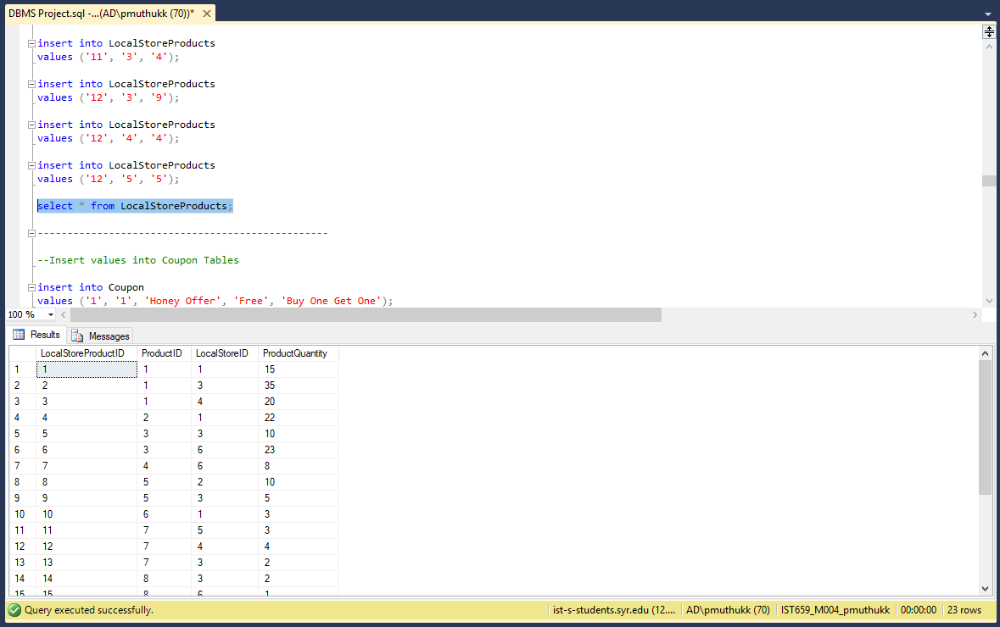 DBMS Project.sql -...(AD\pmuthukk (70))*
insert into LocalStoreProducts
values ('11', '3', '4');
insert into LocalStoreProducts
values ('12', '3', '9');
insert into LocalStoreProducts
values ('12', '4', '4');
insert into LocalStoreProducts
values ('12', '5', '5');
select * from LocalStoreProducts;
----------------------------------------------
--Insert values into Coupon Tables
insert into Coupon
values ('1', '1', 'Honey Offer', 'Free', 'Buy One Get One');
100 %
Results Messages
LocalStoreProductID ProductID LocalStoreID ProductQuantity
1 1 1 1 15
2 2 1 3 35
3 3 1 4 20
4 4 2 1 22
5 5 3 3 10
6 6 3 6 23
7 7 4 6 8
8 8 5 2 10
9 9 5 3 5
10 10 6 1 3
11 11 7 5 3
12 12 7 4 4
13 13 7 3 2
14 14 8 3 2
15 15 8 6 1
Query executed successfully. ist-s-students.syr.edu (12.... AD\pmuthukk (70) IST659_M004_pmuthukk 00:00:00 23 rows